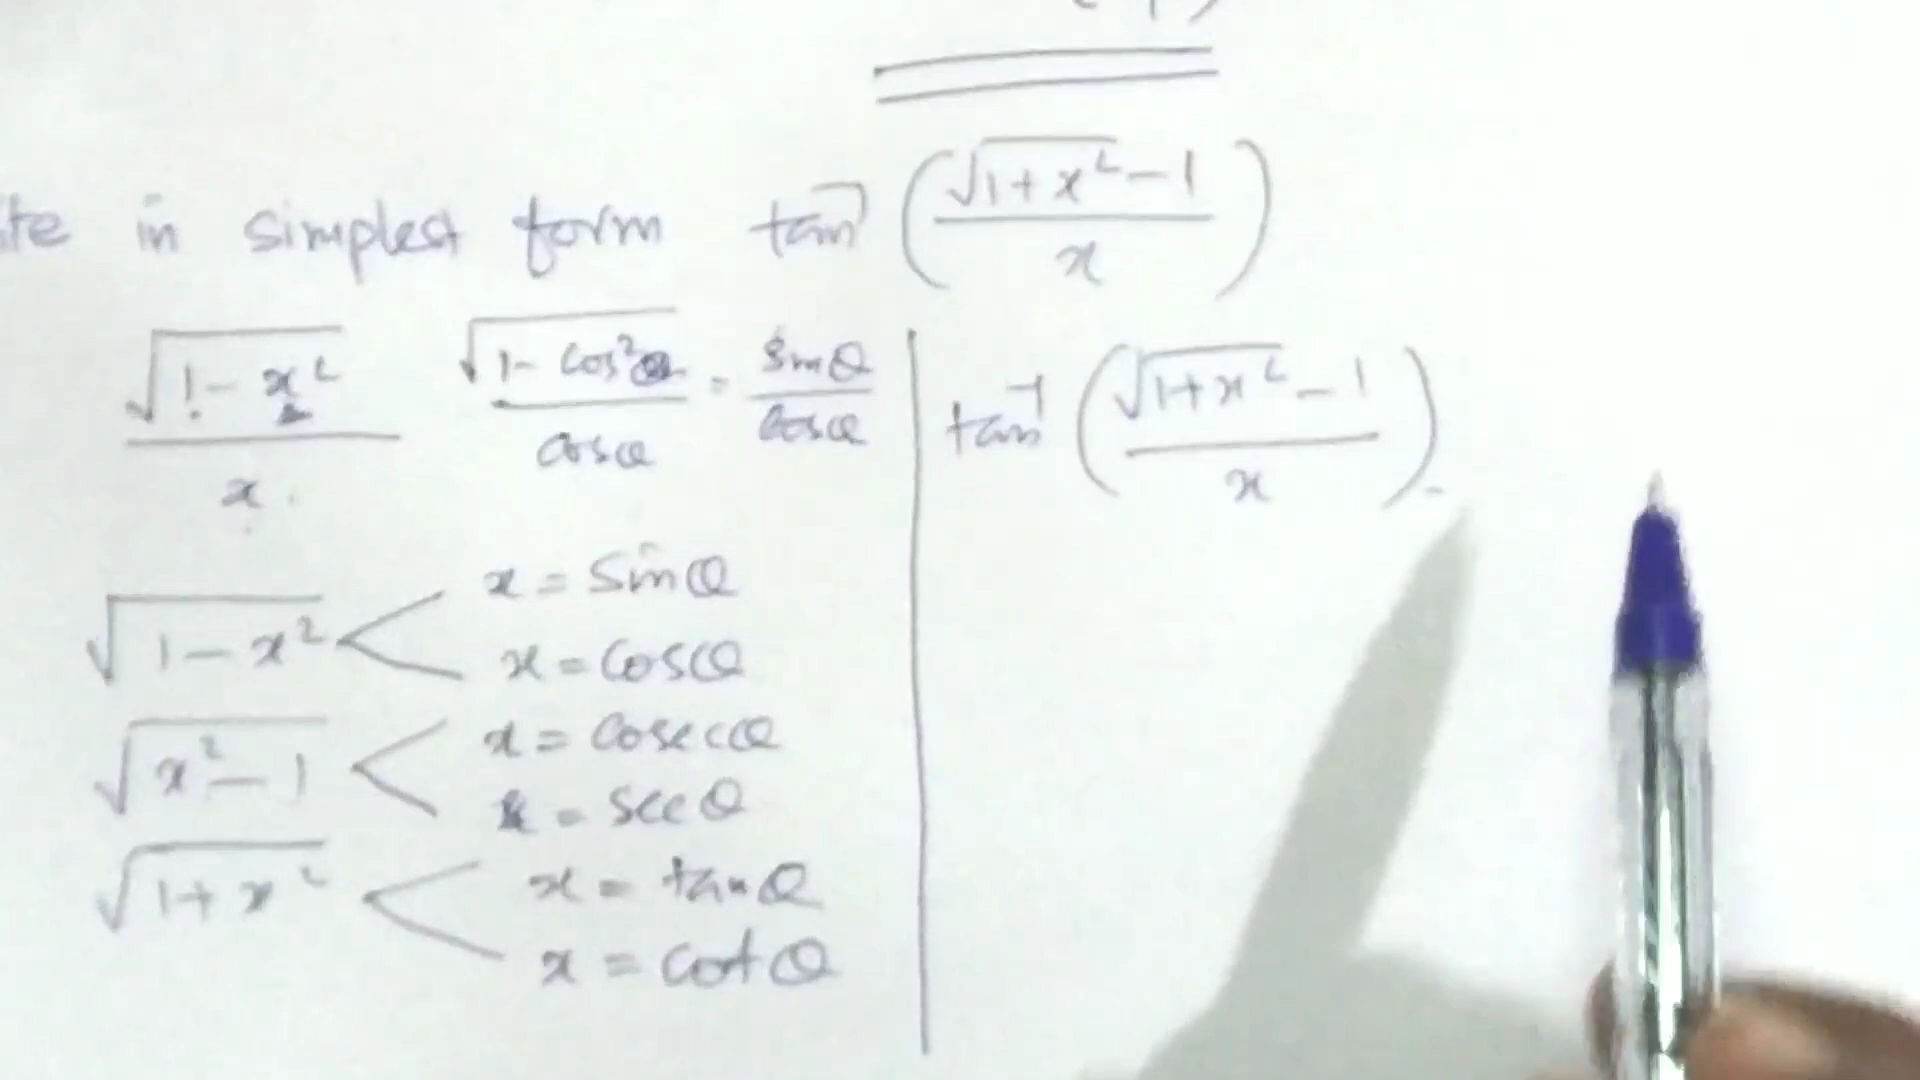 in simplest form tan⁻¹ (√(1+x²) - 1 / x)
√(1 - x²) / x   √(1 - cos²θ) / cosθ = sinθ / cosθ
tan⁻¹ (√(1+x²) - 1 / x)
√(1 - x²) < x = sinθ
x = cosθ
√(x² - 1) < x = cosecθ
x = secθ
√(1 + x²) < x = tanθ
x = cotθ